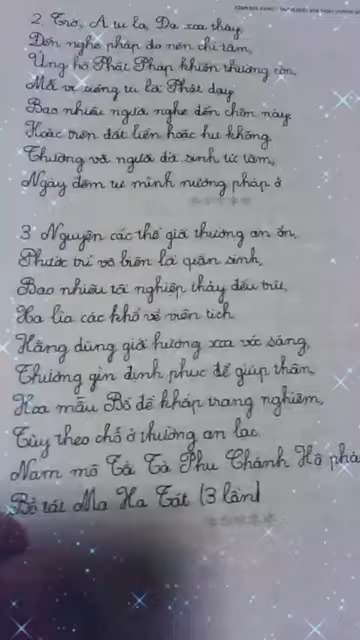 2. Trời, A tu la, Dạ xoa thảy
Đến nghe pháp đó nên chí tâm,
Ủng hộ Phật Pháp khiến thường còn,
Mỗi vị siêng tu lời Phật dạy
Bao nhiêu người nghe đến chốn này,
Hoặc trên đất liền hoặc hư không
Thường với người đời sinh từ tâm,
Ngày đêm tự mình nương pháp ở
3 Nguyện các thế giới thường an ổn,
Phước trí vô biên lợi quần sinh,
Bao nhiêu tội nghiệp thảy đều trừ,
Xa lìa các khổ về viên tịch
Hằng dùng giới hương xoa vóc sáng,
Thường gìn định phục để giúp thân,
Hoa mầu Bồ đề khắp trang nghiêm,
Tùy theo chỗ ở thường an lạc.
Nam mô Tả Tà Phụ Chánh Hộ phá
Bồ tát Ma Ha Tát (3 lần)